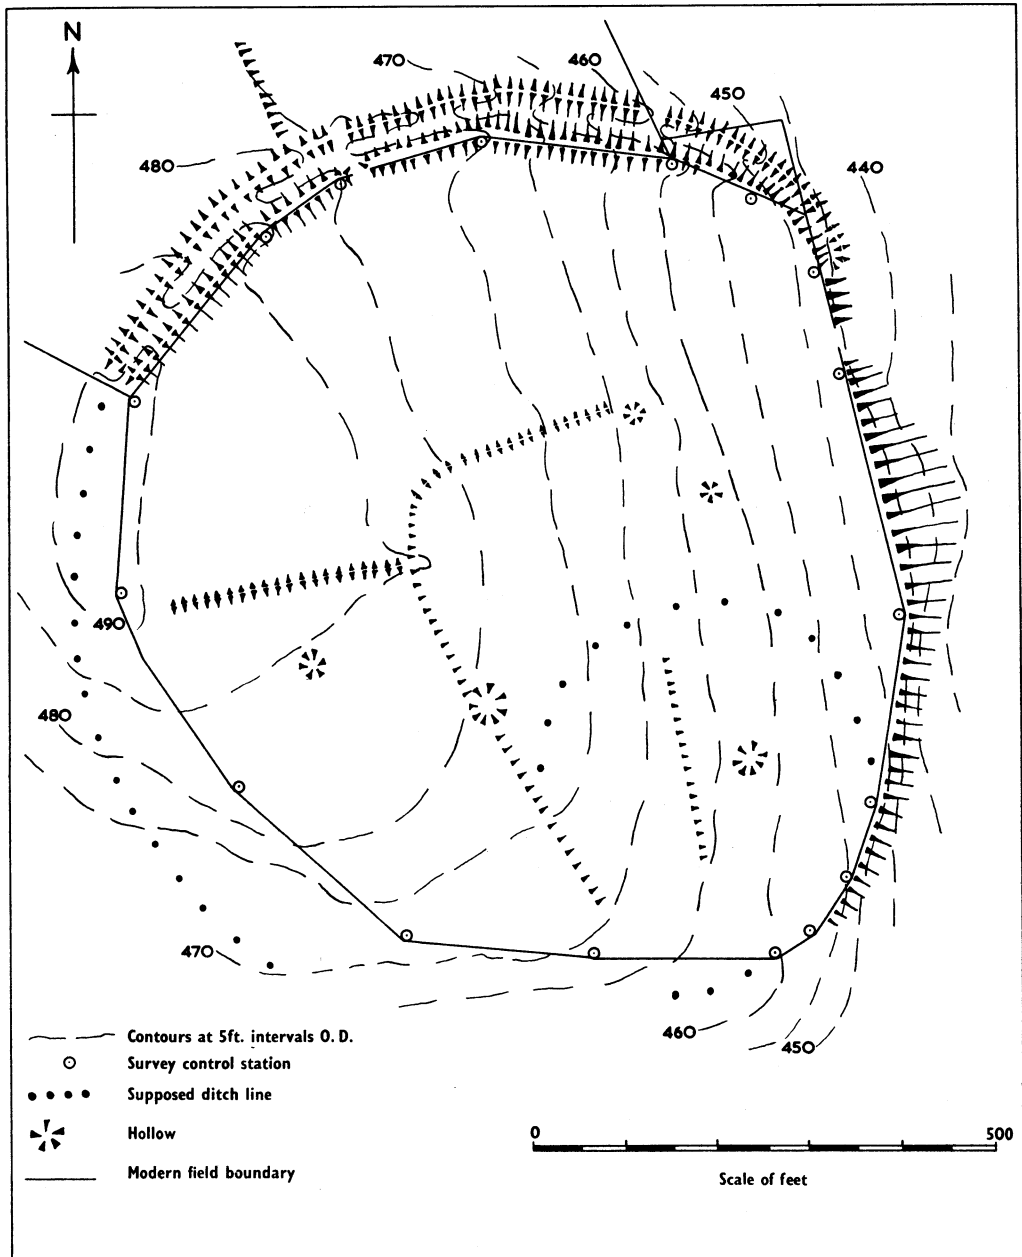 N
470
460
450
480
440
490
480
470
460
450
Contours at 5ft. intervals O.D.
Survey control station
Supposed ditch line
Hollow
Modern field boundary
0
500
Scale of feet